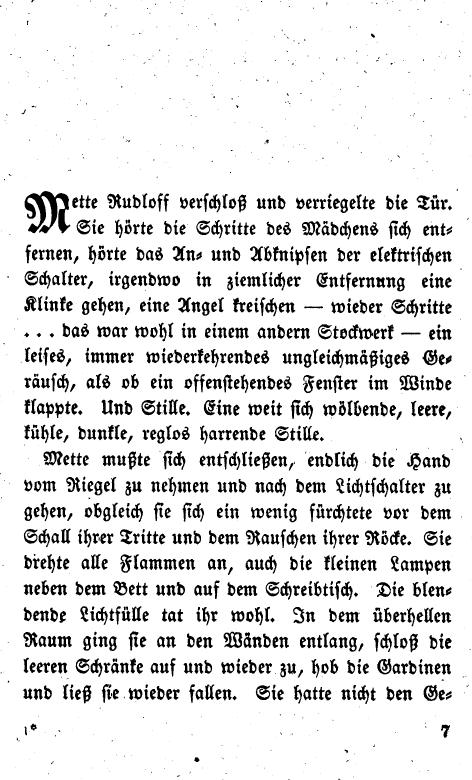 Mette Rudloff verschloß und verriegelte die Tür.
Sie hörte die Schritte des Mädchens sich ent-
fernen, hörte das An- und Abknipsen der elektrischen
Schalter, irgendwo in ziemlicher Entfernung eine
Klinke gehen, eine Angel kreischen — wieder Schritte
... das war wohl in einem andern Stockwerk — ein
leises, immer wiederkehrendes ungleichmäßiges Ge-
räusch, als ob ein offenstehendes Fenster im Winde
klappte. Und Stille. Eine weit sich wölbende, leere,
kühle, dunkle, reglos harrende Stille.
Mette mußte sich entschließen, endlich die Hand
vom Riegel zu nehmen und nach dem Lichtschalter zu
gehen, obgleich sie sich ein wenig fürchtete vor dem
Schall ihrer Tritte und dem Rauschen ihrer Röcke. Sie
drehte alle Flammen an, auch die kleinen Lampen
neben dem Bett und auf dem Schreibtisch. Die blen-
dende Lichtfülle tat ihr wohl. In dem überhellen
Raum ging sie an den Wänden entlang, schloß die
leeren Schränke auf und wieder zu, hob die Gardinen
und ließ sie wieder fallen. Sie hatte nicht den Ge-
1* 7